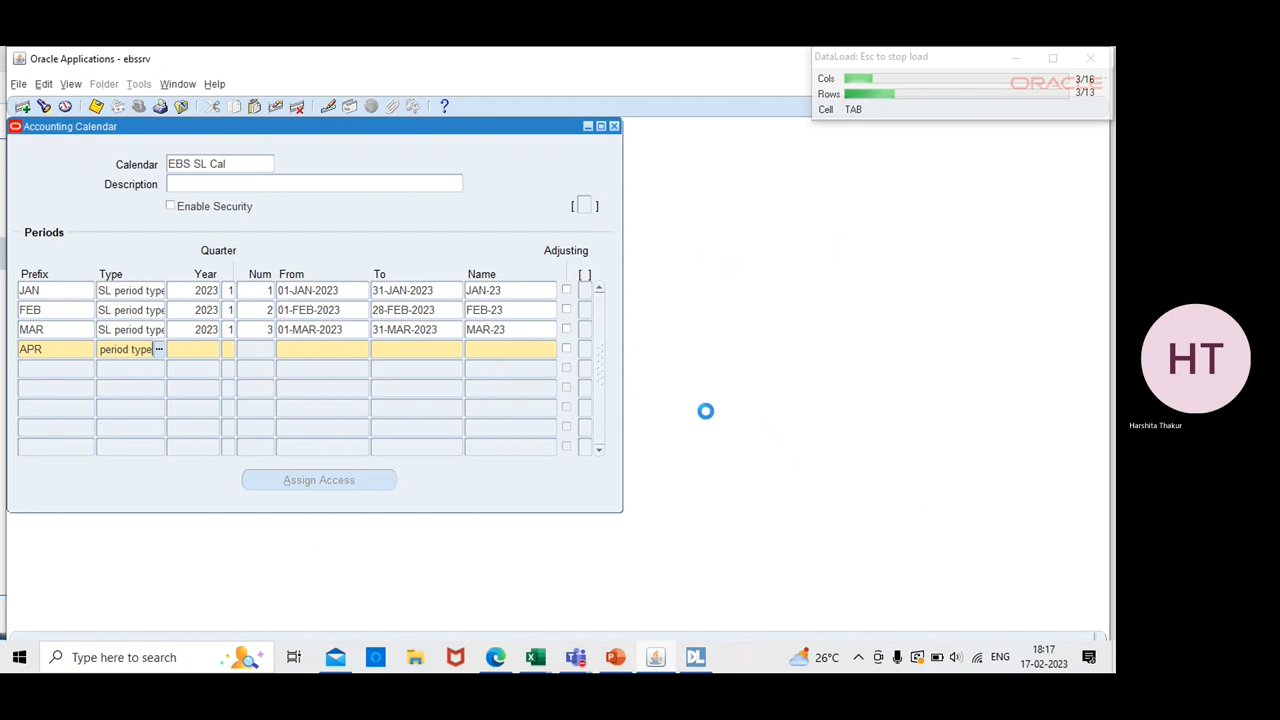 Oracle Applications - ebssrv
DataLoad: Esc to stop load
File Edit View Folder Tools Window Help
Cols 3/16
Rows 3/13
ORACLE
Cell TAB
Accounting Calendar
Calendar EBS SL Cal
Description
Enable Security
[ ]
Periods
Quarter Adjusting
Prefix Type Year Num From To Name [ ]
JAN SL period type 2023 1 1 01-JAN-2023 31-JAN-2023 JAN-23
FEB SL period type 2023 1 2 01-FEB-2023 28-FEB-2023 FEB-23
MAR SL period type 2023 1 3 01-MAR-2023 31-MAR-2023 MAR-23
APR period type
Assign Access
HT
Harshita Thakur
Type here to search
DL
26°C
ENG
18:17
17-02-2023